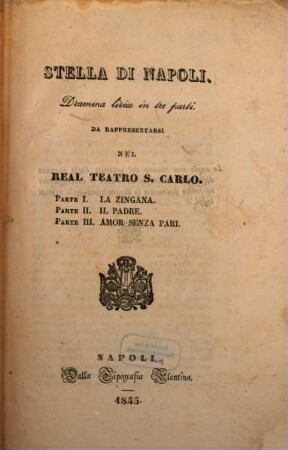 STELLA DI NAPOLI.
Dramma lirico in tre parti.
DA RAPPRESENTARSI
NEL
REAL TEATRO S. CARLO.
PARTE I. LA ZINGANA.
PARTE II. IL PADRE.
PARTE III. AMOR SENZA PARI.
NAPOLI
Dalla Tipografia Flautina.
1845.